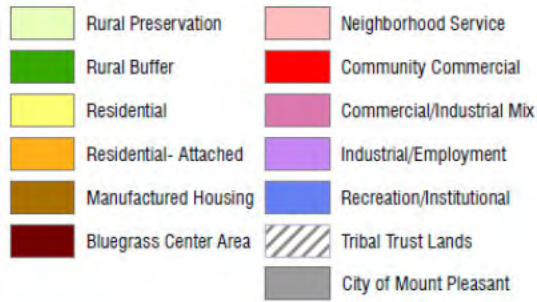 Rural Preservation
Rural Buffer
Residential
Residential- Attached
Manufactured Housing
Bluegrass Center Area
Neighborhood Service
Community Commercial
Commercial/Industrial Mix
Industrial/Employment
Recreation/Institutional
Tribal Trust Lands
City of Mount Pleasant